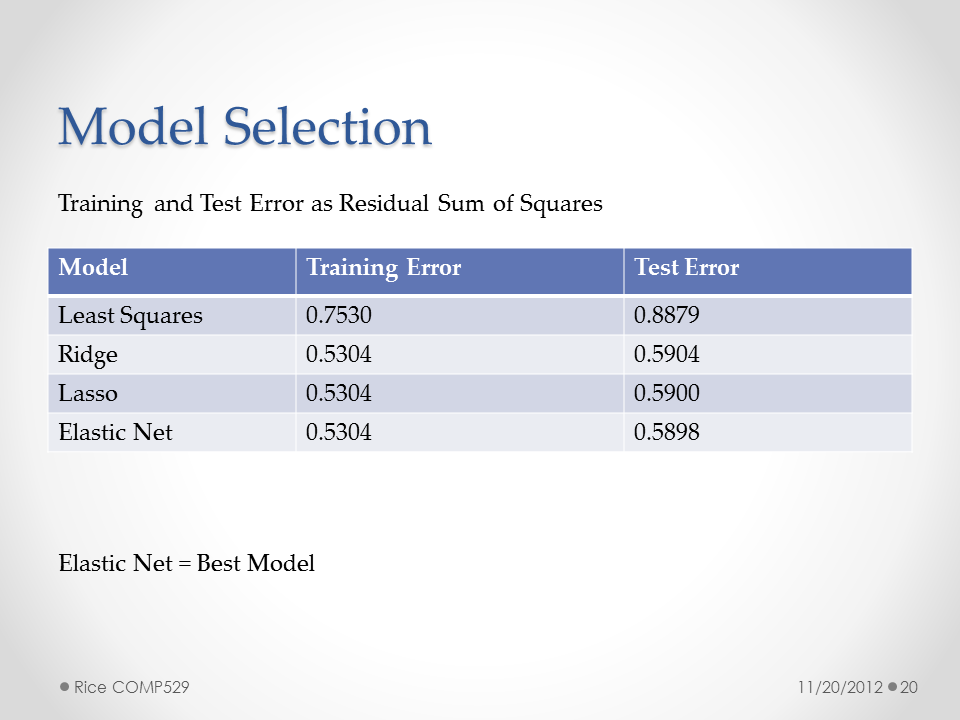 Model Selection
Training and Test Error as Residual Sum of Squares
Model Training Error Test Error
Least Squares 0.7530 0.8879
Ridge 0.5304 0.5904
Lasso 0.5304 0.5900
Elastic Net 0.5304 0.5898
Elastic Net = Best Model
Rice COMP529 11/20/2012 20